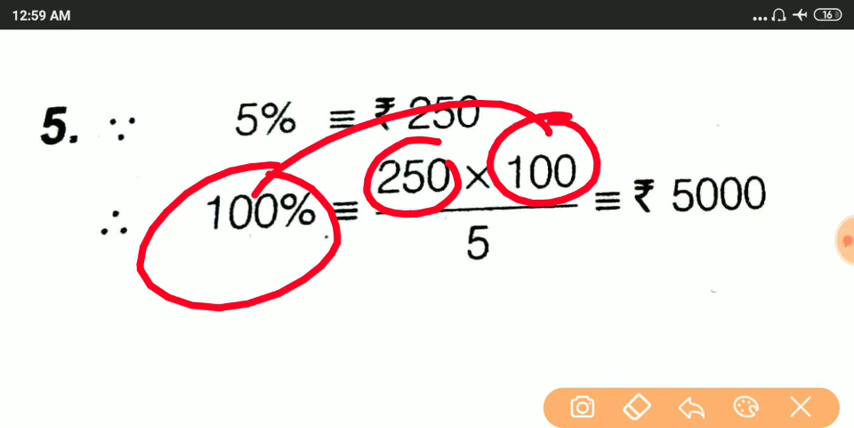 12:59 AM 16
5. ∵ 5% ≡ ₹ 250
∴ 100% ≡ 250 × 100 / 5 ≡ ₹ 5000